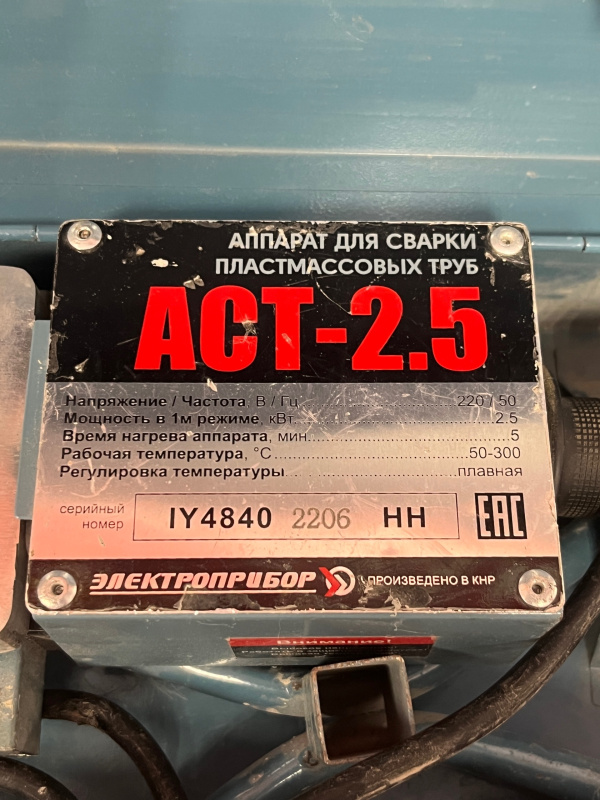 АППАРАТ ДЛЯ СВАРКИ
ПЛАСТМАССОВЫХ ТРУБ
АСТ-2.5
Напряжение / Частота, В / Гц 220 / 50
Мощность в 1м режиме, кВт 2.5
Время нагрева аппарата, мин 5
Рабочая температура, °С 50-300
Регулировка температуры плавная
серийный номер IY4840 2206 НН EAC
ЭЛЕКТРОПРИБОР ПРОИЗВЕДЕНО В КНР
Внимание!